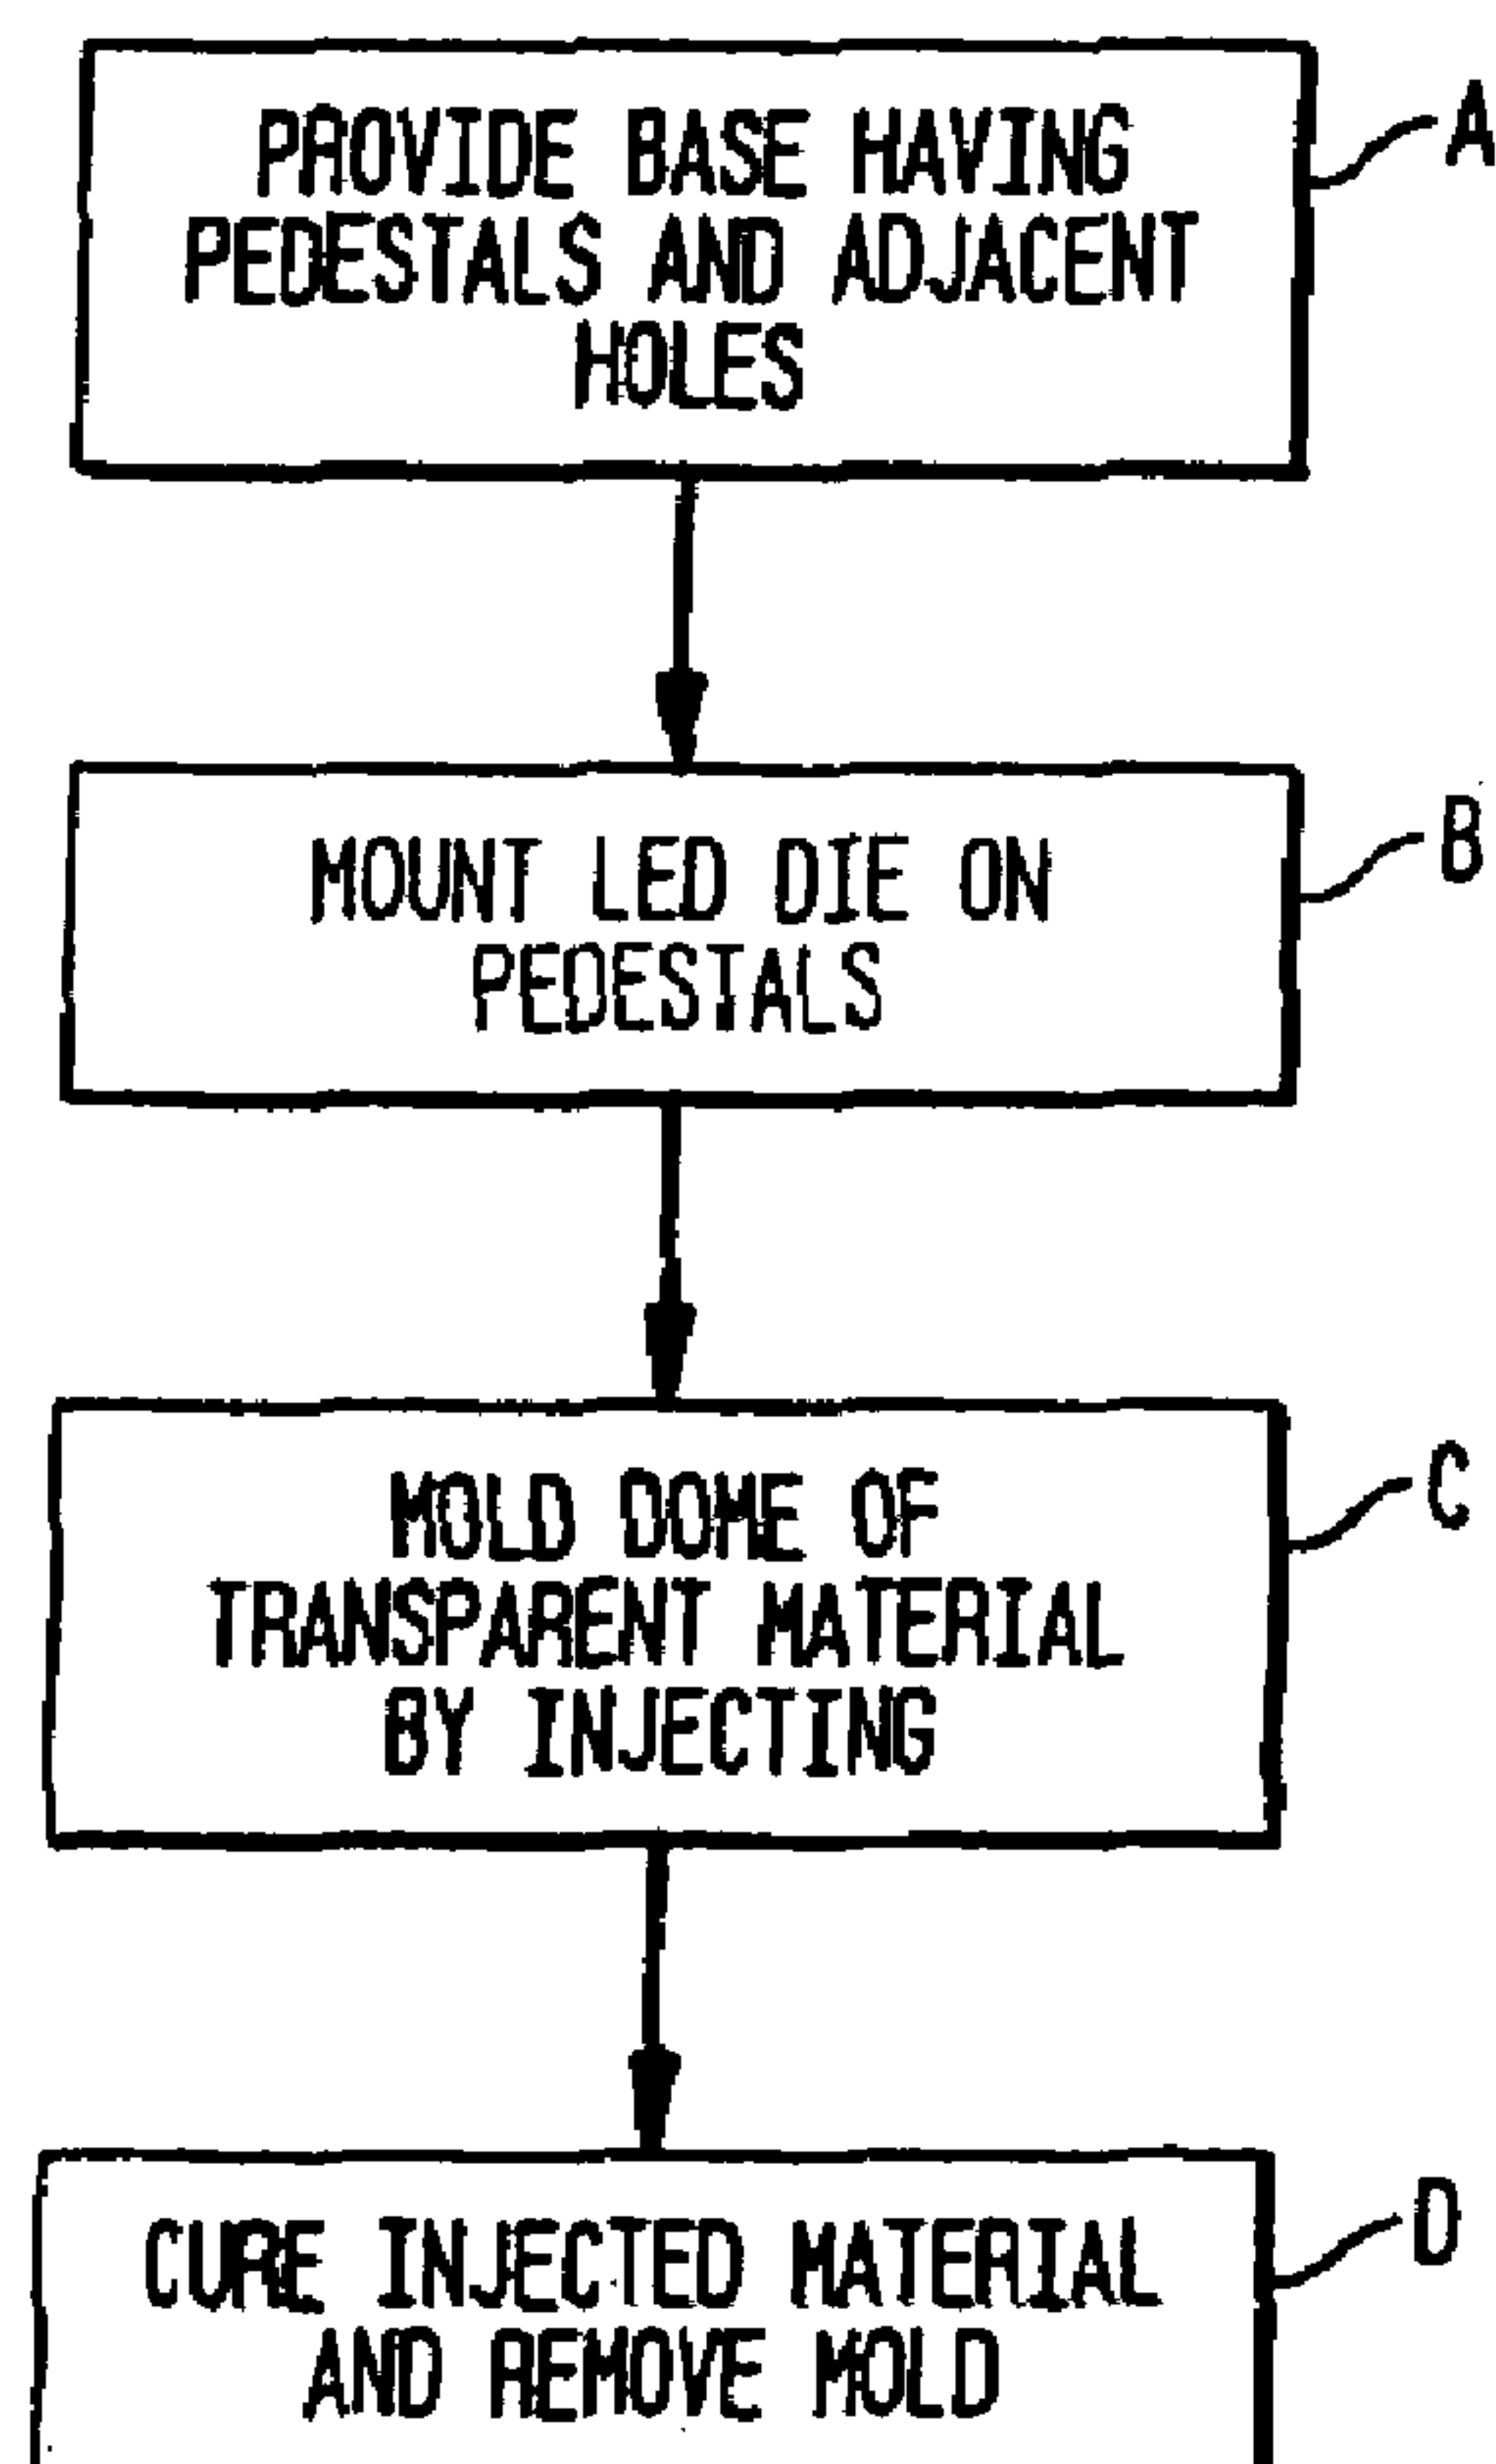 PROVIDE BASE HAVING
PEDESTALS AND ADJACENT
HOLES
A
MOUNT LED DIE ON
PEDESTALS
B
MOLD DOME OF
TRANSPARENT MATERIAL
BY INJECTING
C
CURE INJECTED MATERIAL
AND REMOVE MOLD
D